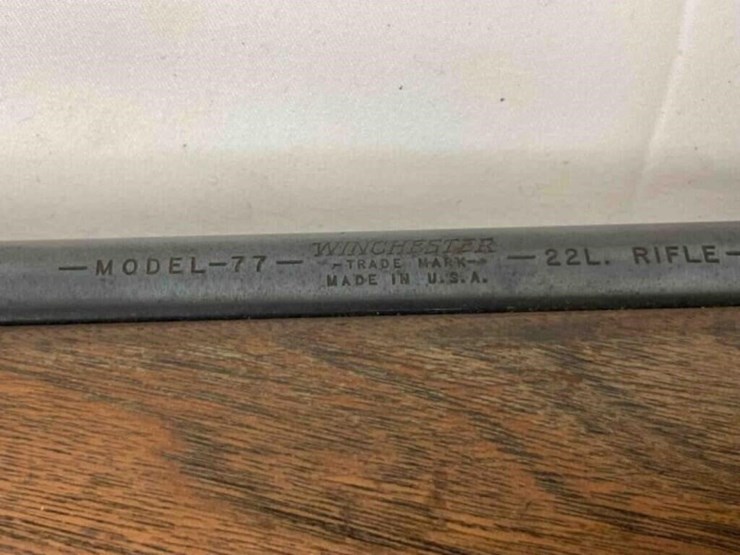 —MODEL-77— WINCHESTER —22L. RIFLE—
-TRADE MARK-
MADE IN U.S.A.